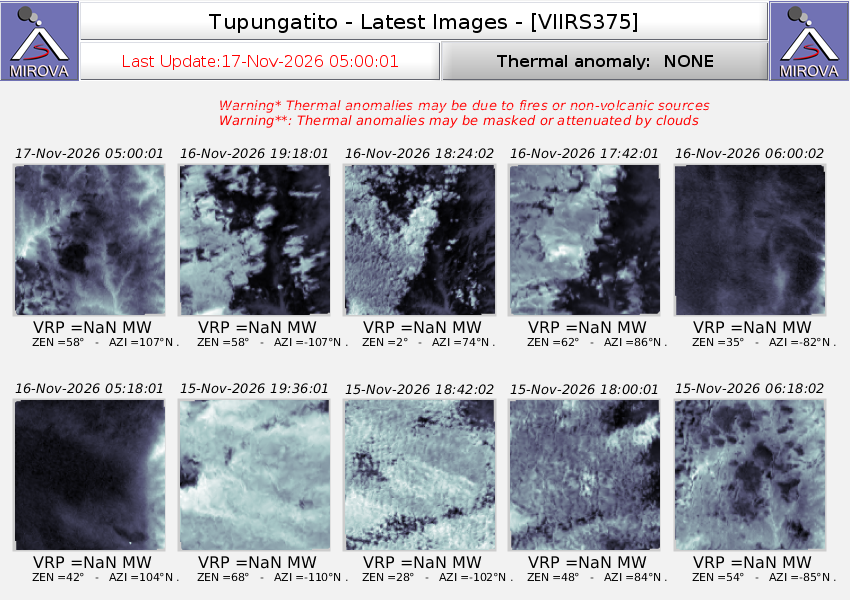 Tupungatito - Latest Images - [VIIRS375]
MIROVA
Last Update:17-Nov-2026 05:00:01
Thermal anomaly: NONE
MIROVA
Warning* Thermal anomalies may be due to fires or non-volcanic sources
Warning**: Thermal anomalies may be masked or attenuated by clouds
17-Nov-2026 05:00:01 16-Nov-2026 19:18:01 16-Nov-2026 18:24:02 16-Nov-2026 17:42:01 16-Nov-2026 06:00:02
VRP =NaN MW VRP =NaN MW VRP =NaN MW VRP =NaN MW VRP =NaN MW
ZEN =58° - AZI =107°N . ZEN =58° - AZI =-107°N . ZEN =2° - AZI =74°N . ZEN =62° - AZI =86°N . ZEN =35° - AZI =-82°N .
16-Nov-2026 05:18:01 15-Nov-2026 19:36:01 15-Nov-2026 18:42:02 15-Nov-2026 18:00:01 15-Nov-2026 06:18:02
VRP =NaN MW VRP =NaN MW VRP =NaN MW VRP =NaN MW VRP =NaN MW
ZEN =42° - AZI =104°N . ZEN =68° - AZI =-110°N . ZEN =28° - AZI =-102°N . ZEN =48° - AZI =84°N . ZEN =54° - AZI =-85°N .